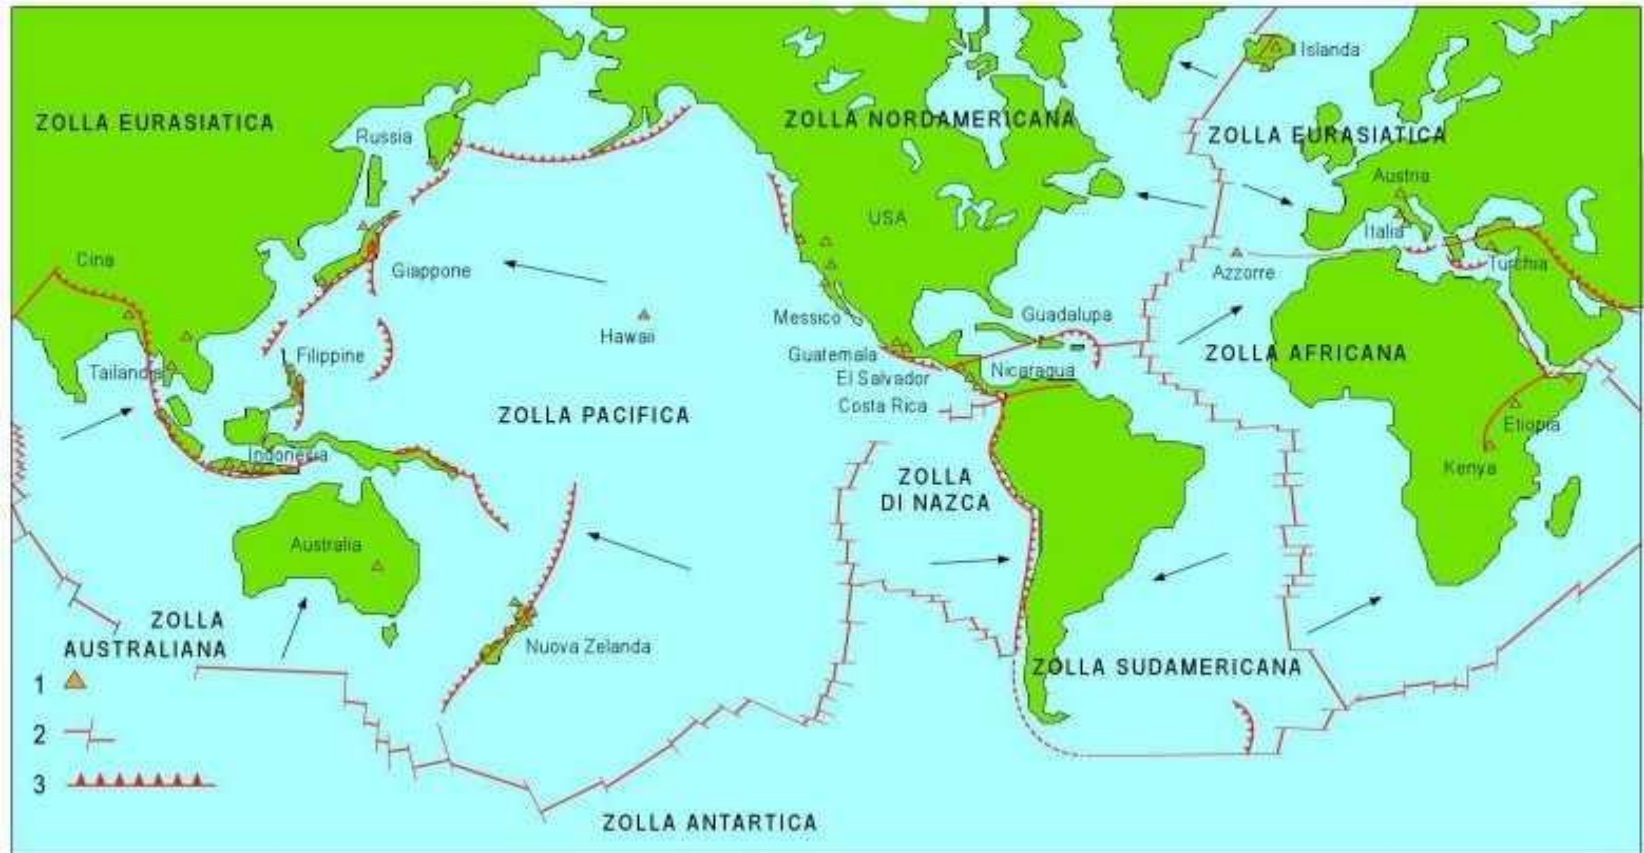 Islanda
ZOLLA EURASIATICA
ZOLLA NORDAMERICANA
ZOLLA EURASIATICA
Russia
Austria
USA
Italia
Cina
Giappone
Azzorre
Turchia
Messico
Guadalupa
Hawaii
Filippine
Guatemala
ZOLLA AFRICANA
Tailandia
Nicaragua
El Salvador
Costa Rica
ZOLLA PACIFICA
Etiopia
Indonesia
Kenya
ZOLLA
DI NAZCA
Australia
ZOLLA
AUSTRALIANA
Nuova Zelanda
ZOLLA SUDAMERICANA
1
2
3
ZOLLA ANTARTICA